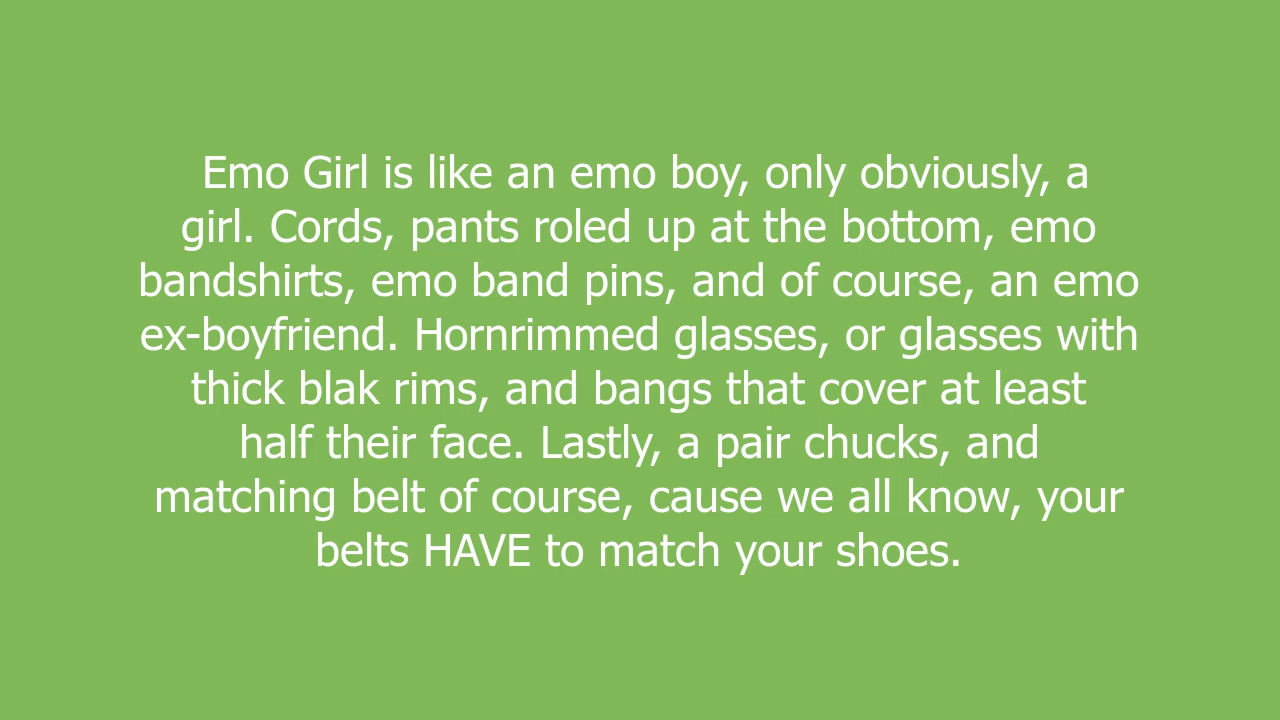 Emo Girl is like an emo boy, only obviously, a
girl. Cords, pants roled up at the bottom, emo
bandshirts, emo band pins, and of course, an emo
ex-boyfriend. Hornrimmed glasses, or glasses with
thick blak rims, and bangs that cover at least
half their face. Lastly, a pair chucks, and
matching belt of course, cause we all know, your
belts HAVE to match your shoes.